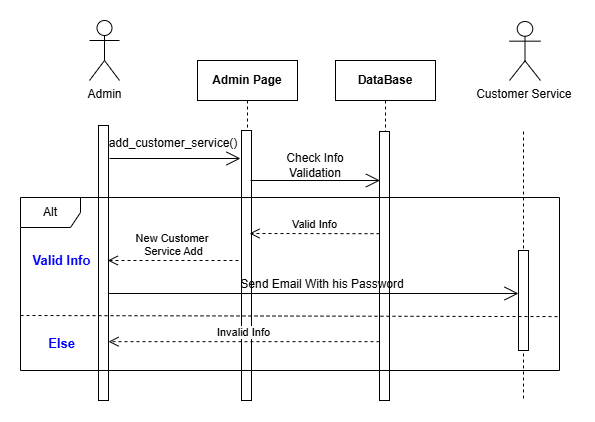 Admin
Admin Page
DataBase
Customer Service
add_customer_service()
Check Info
Validation
Alt
Valid Info
New Customer
Service Add
Valid Info
Send Email With his Password
Invalid Info
Else